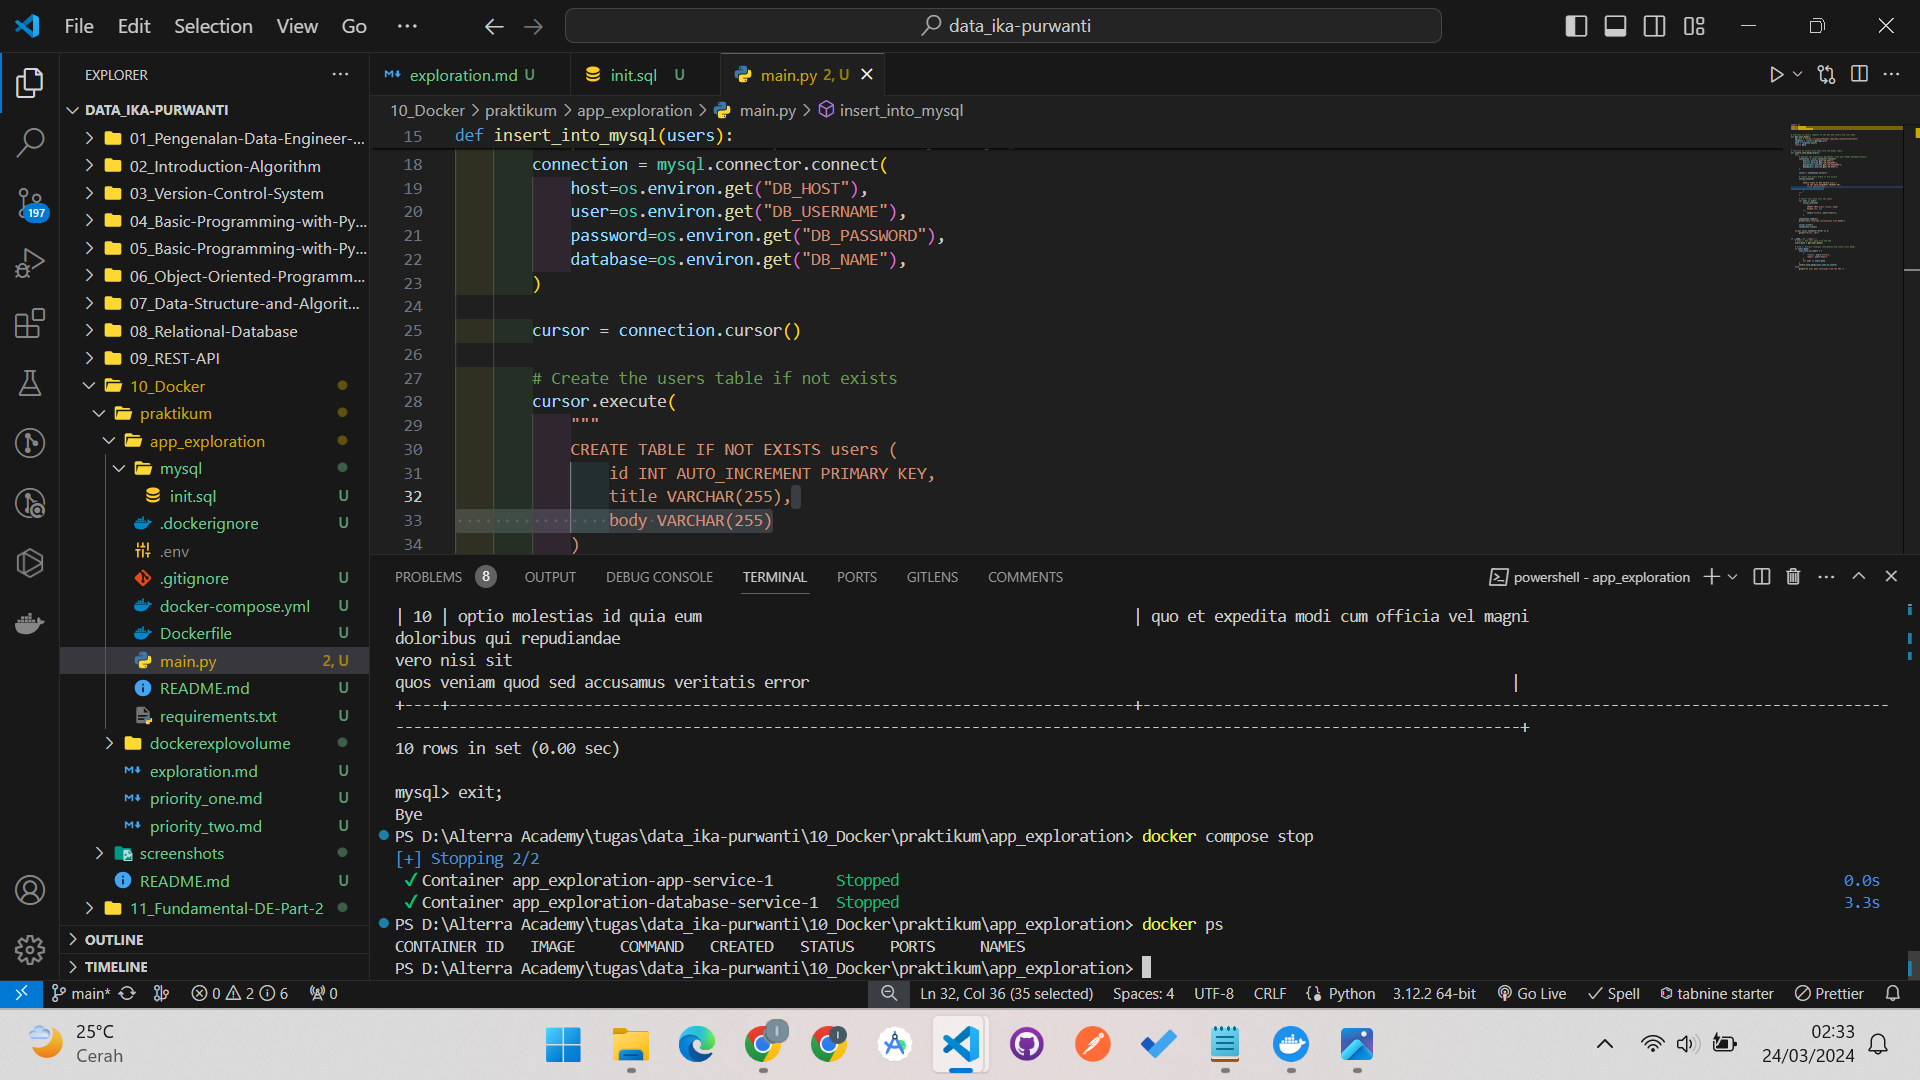 File Edit Selection View Go ···
data_ika-purwanti
EXPLORER ···
DATA_IKA-PURWANTI
01_Pengenalan-Data-Engineer-...
02_Introduction-Algorithm
03_Version-Control-System
197
04_Basic-Programming-with-Py...
05_Basic-Programming-with-Py...
06_Object-Oriented-Programm...
07_Data-Structure-and-Algorit...
08_Relational-Database
09_REST-API
10_Docker
praktikum
app_exploration
mysql
init.sql U
.dockerignore U
.env
.gitignore U
docker-compose.yml U
Dockerfile U
main.py 2, U
README.md U
requirements.txt U
dockerexplovolume
exploration.md U
priority_one.md U
priority_two.md U
screenshots
README.md U
11_Fundamental-DE-Part-2
OUTLINE
TIMELINE
exploration.md U
init.sql U
main.py 2, U
10_Docker > praktikum > app_exploration > main.py > insert_into_mysql
15 def insert_into_mysql(users):
18 connection = mysql.connector.connect(
19 host=os.environ.get("DB_HOST"),
20 user=os.environ.get("DB_USERNAME"),
21 password=os.environ.get("DB_PASSWORD"),
22 database=os.environ.get("DB_NAME"),
23 )
24
25 cursor = connection.cursor()
26
27 # Create the users table if not exists
28 cursor.execute(
29 """
30 CREATE TABLE IF NOT EXISTS users (
31 id INT AUTO_INCREMENT PRIMARY KEY,
32 title VARCHAR(255),
33 body VARCHAR(255)
34 )
PROBLEMS 8 OUTPUT DEBUG CONSOLE TERMINAL PORTS GITLENS COMMENTS
powershell - app_exploration
| 10 | optio molestias id quia eum | quo et expedita modi cum officia vel magni
doloribus qui repudiandae
vero nisi sit
quos veniam quod sed accusamus veritatis error |
10 rows in set (0.00 sec)
mysql> exit;
Bye
PS D:\Alterra Academy\tugas\data_ika-purwanti\10_Docker\praktikum\app_exploration> docker compose stop
[+] Stopping 2/2
✓ Container app_exploration-app-service-1 Stopped 0.0s
✓ Container app_exploration-database-service-1 Stopped 3.3s
PS D:\Alterra Academy\tugas\data_ika-purwanti\10_Docker\praktikum\app_exploration> docker ps
CONTAINER ID IMAGE COMMAND CREATED STATUS PORTS NAMES
PS D:\Alterra Academy\tugas\data_ika-purwanti\10_Docker\praktikum\app_exploration>
main* 0 2 6 0 Ln 32, Col 36 (35 selected) Spaces: 4 UTF-8 CRLF Python 3.12.2 64-bit Go Live Spell tabnine starter Prettier
25°C
Cerah
02:33
24/03/2024